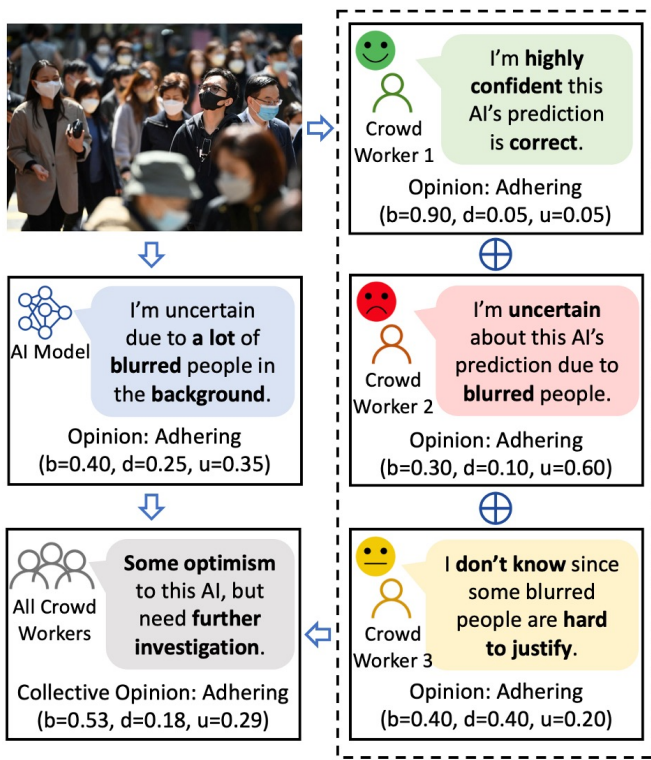 I'm highly
confident this
AI's prediction
is correct.
Crowd
Worker 1
Opinion: Adhering
(b=0.90, d=0.05, u=0.05)
I'm uncertain
due to a lot of
blurred people in
the background.
AI Model
Opinion: Adhering
(b=0.40, d=0.25, u=0.35)
I'm uncertain
about this AI's
prediction due to
blurred people.
Crowd
Worker 2
Opinion: Adhering
(b=0.30, d=0.10, u=0.60)
Some optimism
to this AI, but
need further
investigation.
All Crowd
Workers
Collective Opinion: Adhering
(b=0.53, d=0.18, u=0.29)
I don't know since
some blurred
people are hard
to justify.
Crowd
Worker 3
Opinion: Adhering
(b=0.40, d=0.40, u=0.20)